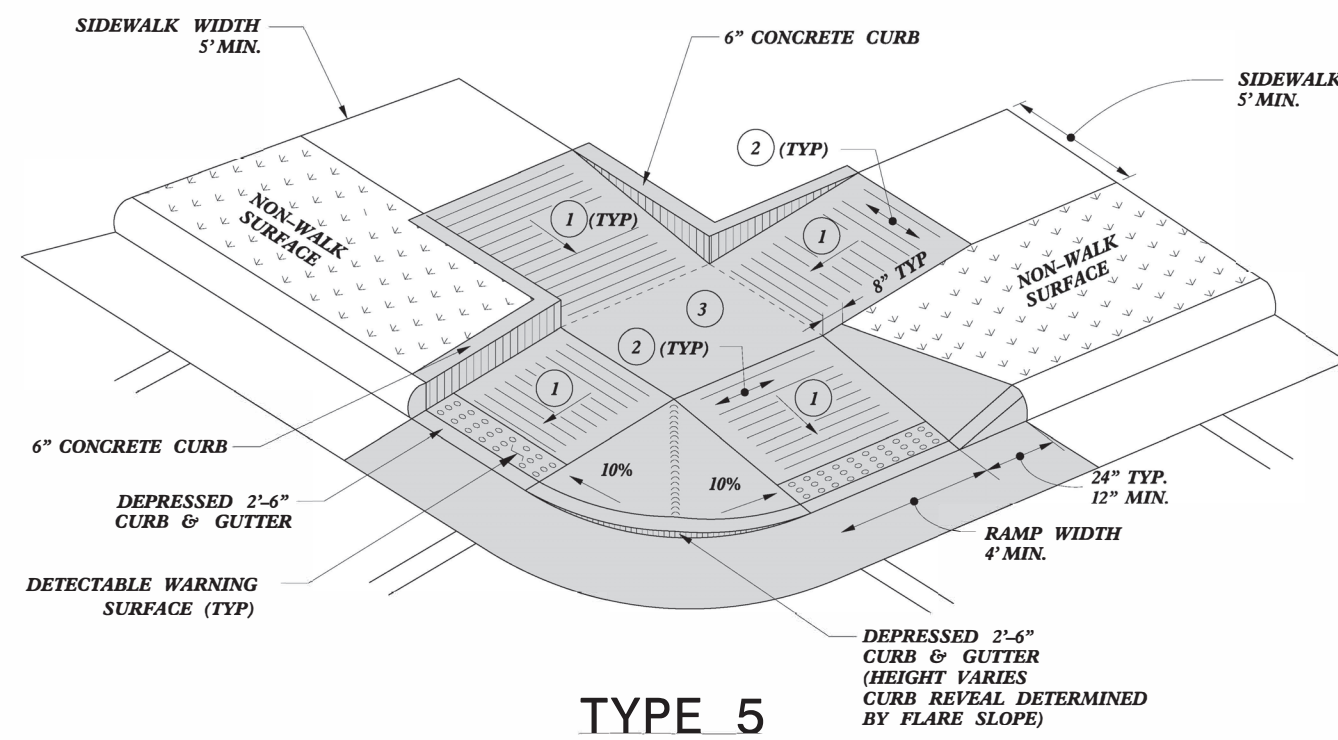 SIDEWALK WIDTH
5' MIN.
6" CONCRETE CURB
SIDEWALK
5' MIN.
2 (TYP)
NON-WALK
SURFACE
1 (TYP)
1
8" TYP
NON-WALK
SURFACE
3
2 (TYP)
1
1
6" CONCRETE CURB
10%
10%
24" TYP.
12" MIN.
DEPRESSED 2'-6"
CURB & GUTTER
RAMP WIDTH
4' MIN.
DETECTABLE WARNING
SURFACE (TYP)
DEPRESSED 2'-6"
CURB & GUTTER
(HEIGHT VARIES
CURB REVEAL DETERMINED
BY FLARE SLOPE)
TYPE 5